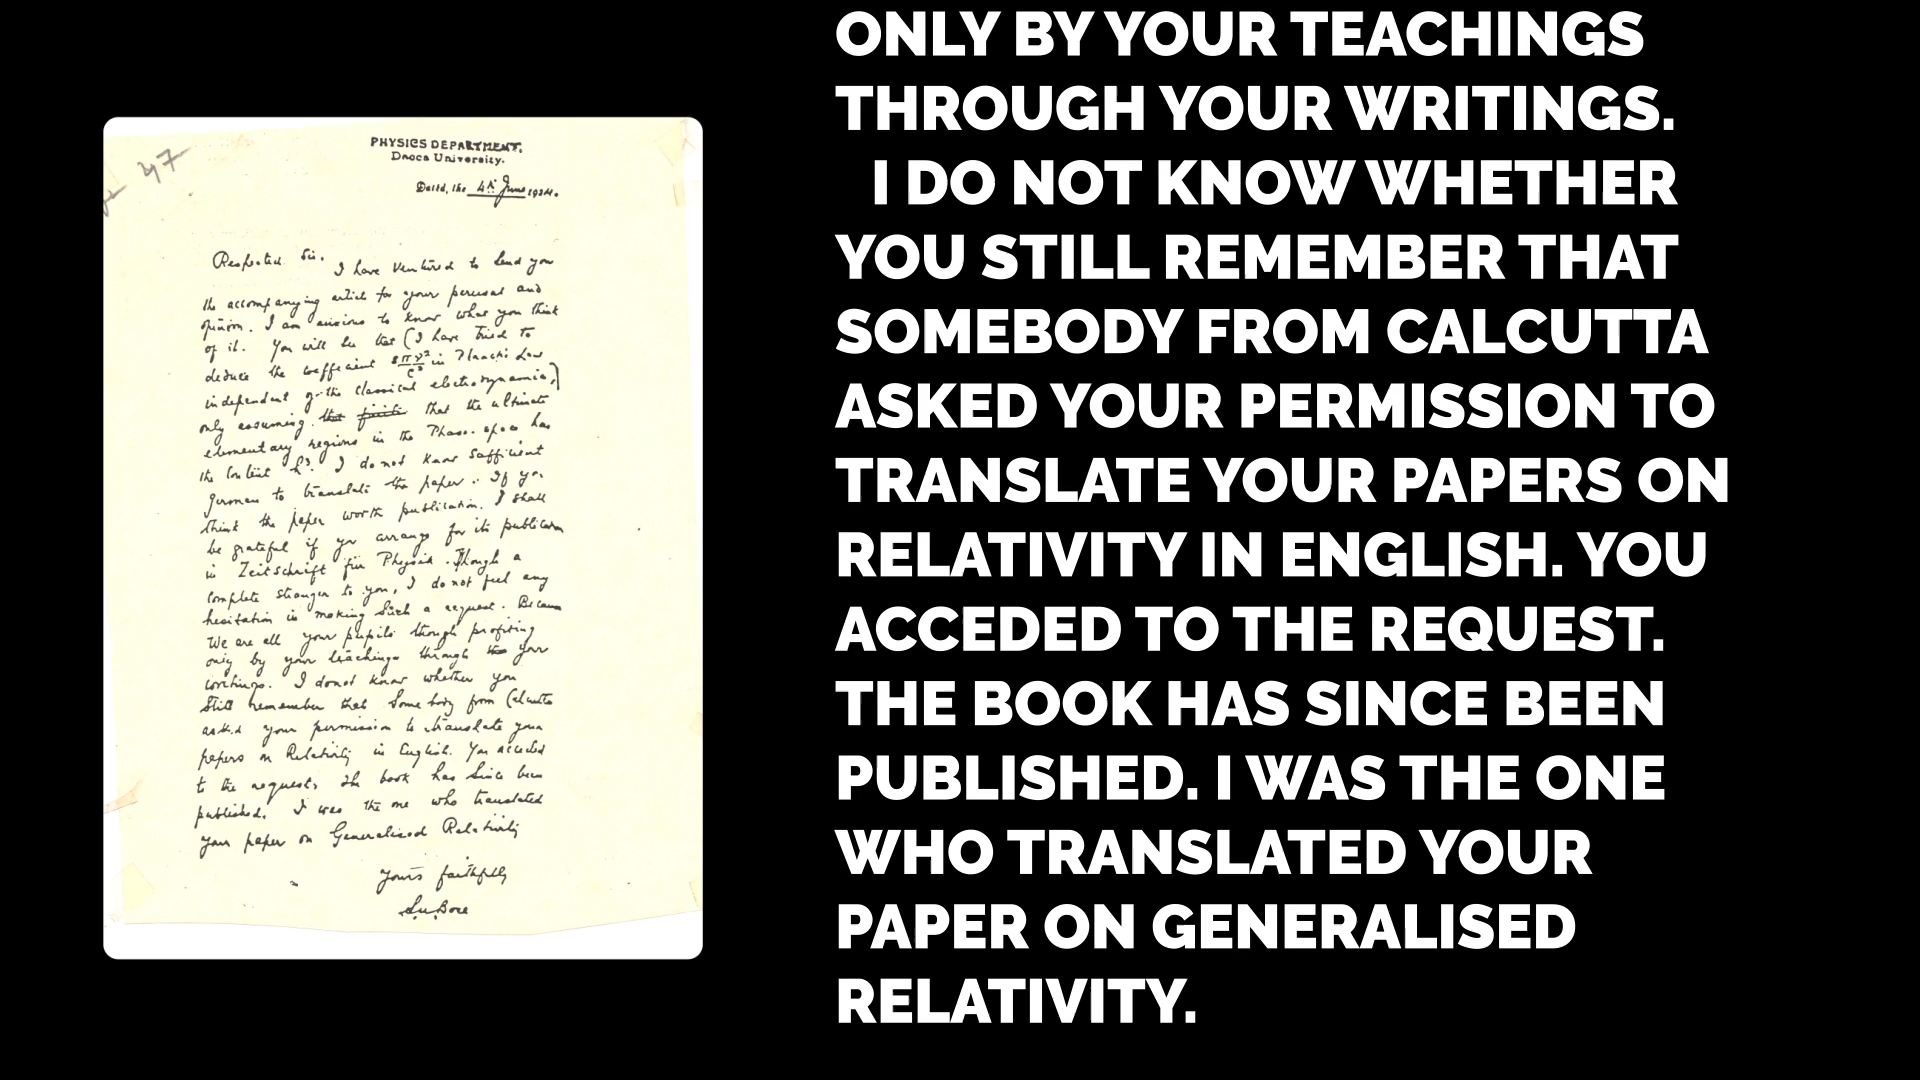 47
PHYSICS DEPARTMENT.
Dacca University.
Dated, the 4th June 1924.
Respected Sir,
I have ventured to send you
the accompanying article for your perusal and
opinion. I am anxious to know what you think
of it. You will see that (I have tried to
deduce the coefficient 8πν²/c³ in Planck's Law
independent of the classical electrodynamics,)
only assuming that the ultimate
elementary regions in the Phase-space has
the Content h³. I do not know sufficient
german to translate the paper. If you
think the paper worth publication, I shall
be grateful if you arrange for its publication
in Zeitschrift für Physik. Though a
complete stranger to you, I do not feel any
hesitation in making such a request. Because
We are all your pupils though profiting
only by your teachings through your
writings. I do not know whether you
still remember that Somebody from Calcutta
asked your permission to translate your
papers on Relativity in English. You acceded
to the request. The book has since been
published. I was the one who translated
your paper on Generalised Relativity
Yours faithfully
S.N. Bose
ONLY BY YOUR TEACHINGS
THROUGH YOUR WRITINGS.
I DO NOT KNOW WHETHER
YOU STILL REMEMBER THAT
SOMEBODY FROM CALCUTTA
ASKED YOUR PERMISSION TO
TRANSLATE YOUR PAPERS ON
RELATIVITY IN ENGLISH. YOU
ACCEDED TO THE REQUEST.
THE BOOK HAS SINCE BEEN
PUBLISHED. I WAS THE ONE
WHO TRANSLATED YOUR
PAPER ON GENERALISED
RELATIVITY.